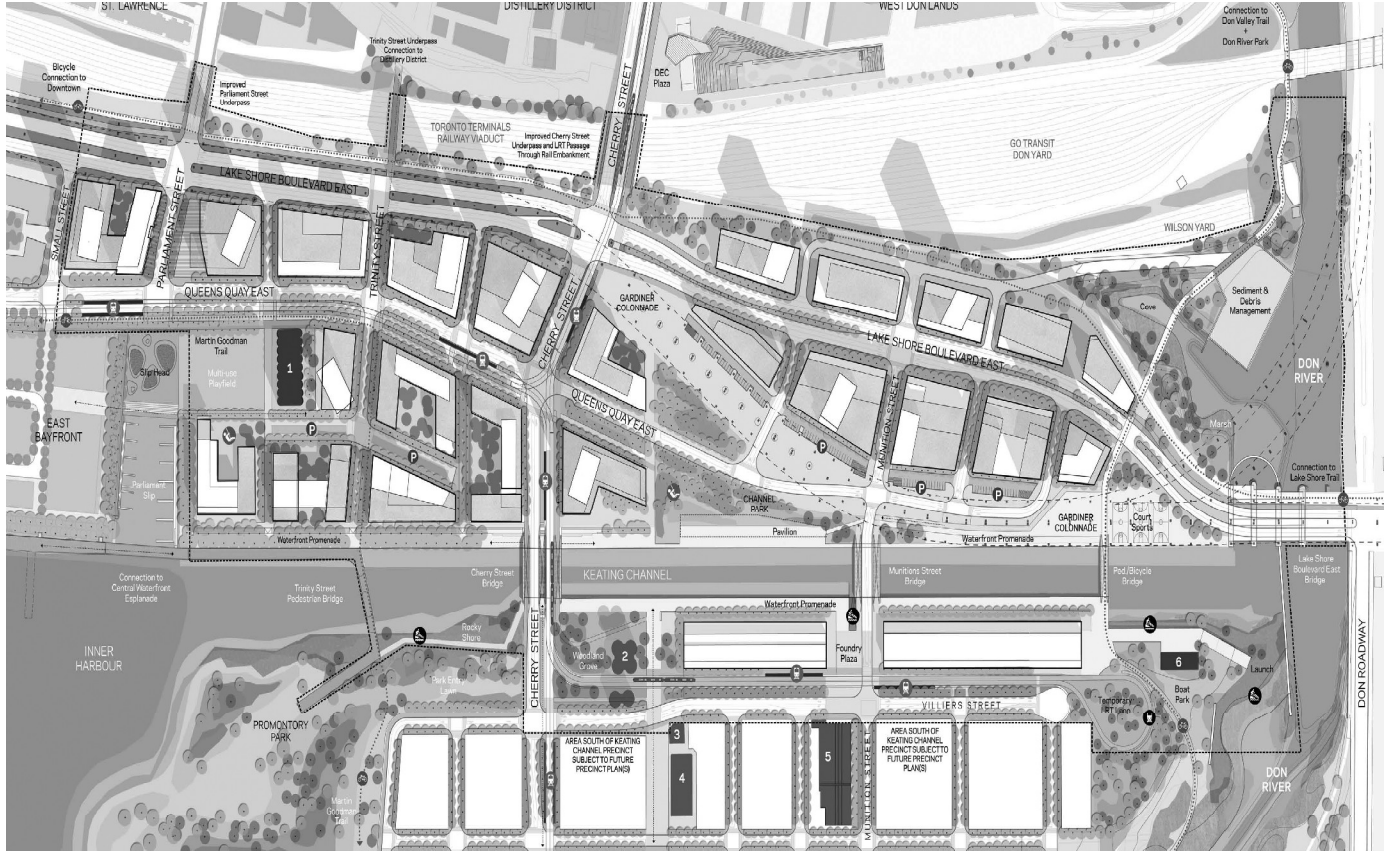 ST. LAWRENCE
DISTILLERY DISTRICT
WEST DON LANDS
Connection to
Don Valley Trail
+
Don River Park
Trinity Street Underpass
Connection to
Distillery District
Bicycle
Connection to
Downtown
Improved
Parliament Street
Underpass
DEC
Plaza
TORONTO TERMINALS
RAILWAY VIADUCT
Improved Cherry Street
Underpass and LRT Passage
Through Rail Embankment
CHERRY STREET
GO TRANSIT
DON YARD
LAKE SHORE BOULEVARD EAST
SMALL STREET
PARLIAMENT STREET
TRINITY STREET
WILSON YARD
QUEENS QUAY EAST
GARDINER
COLONNADE
CHERRY STREET
Cove
Sediment &
Debris
Management
LAKE SHORE BOULEVARD EAST
DON
RIVER
Martin Goodman
Trail
Slip Head
Multi-use
Playfield
1
QUEENS QUAY EAST
MUNITION STREET
EAST
BAYFRONT
P
P
P
P
P
Marsh
Connection to
Lake Shore Trail
Parliament
Slip
CHANNEL
PARK
GARDINER
COLONNADE
Court
Sports
Waterfront Promenade
Pavilion
Waterfront Promenade
Connection to
Central Waterfront
Esplanade
Trinity Street
Pedestrian Bridge
Cherry Street
Bridge
KEATING CHANNEL
Munitions Street
Bridge
Ped./Bicycle
Bridge
Lake Shore
Boulevard East
Bridge
Waterfront Promenade
INNER
HARBOUR
Rocky
Shore
CHERRY STREET
Woodland
Grove
2
Foundry
Plaza
6
Launch
DON ROADWAY
Park Entry
Lawn
Boat
Park
Temporary
VILLIERS STREET
PROMONTORY
PARK
AREA SOUTH OF KEATING
CHANNEL PRECINCT
SUBJECT TO FUTURE
PRECINCT PLAN(S)
3
4
5
MUNITION STREET
AREA SOUTH OF
KEATING CHANNEL
PRECINCT SUBJECT TO
FUTURE PRECINCT
PLAN(S)
DON
RIVER
Martin
Goodman
Trail